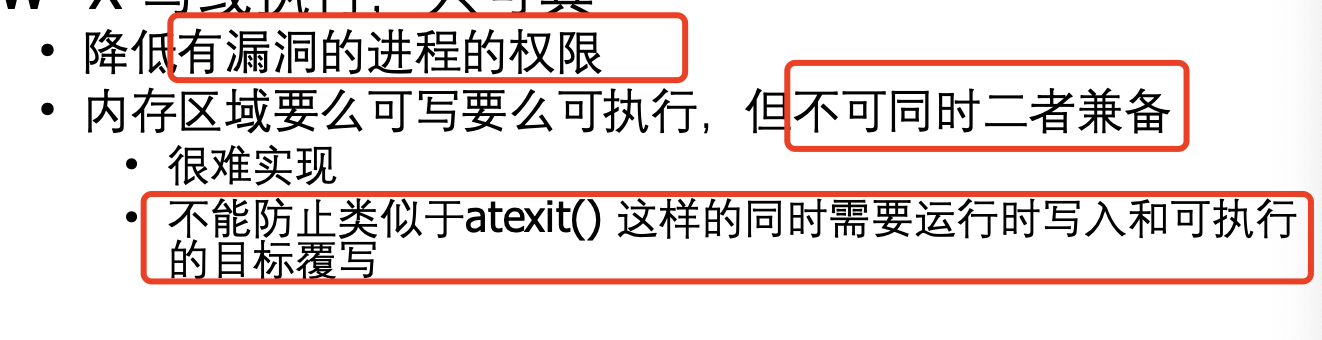 • 降低有漏洞的进程的权限
• 内存区域要么可写要么可执行，但不可同时二者兼备
• 很难实现
• 不能防止类似于atexit() 这样的同时需要运行时写入和可执行
的目标覆写